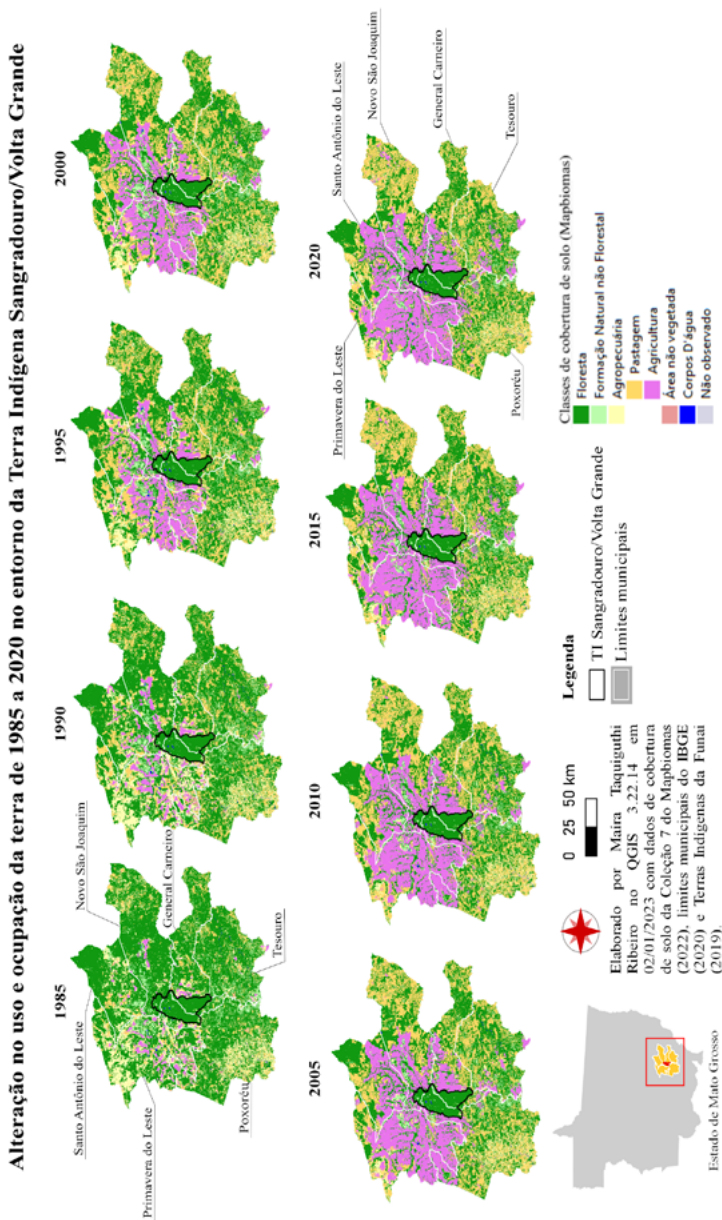 Alteração no uso e ocupação da terra de 1985 a 2020 no entorno da Terra Indígena Sangradouro/Volta Grande
1985
1990
1995
2000
Santo Antônio do Leste
Primavera do Leste
Novo São Joaquim
General Carneiro
Tesouro
Poxoréu
2005
2010
2015
2020
Primavera do Leste
Santo Antônio do Leste
Novo São Joaquim
General Carneiro
Tesouro
Poxoréu
Estado de Mato Grosso
0 25 50 km
Elaborado por Maira Taquiguthi
Ribeiro no QGIS 3.22.14 em
02/01/2023 com dados de cobertura
de solo da Coleção 7 do Mapbiomas
(2022), limites municipais do IBGE
(2020) e Terras Indígenas da Funai
(2019).
Legenda
TI Sangradouro/Volta Grande
Limites municipais
Classes de cobertura de solo (Mapbiomas)
Floresta
Formação Natural não Florestal
Agropecuária
Pastagem
Agricultura
Área não vegetada
Corpos D'água
Não observado